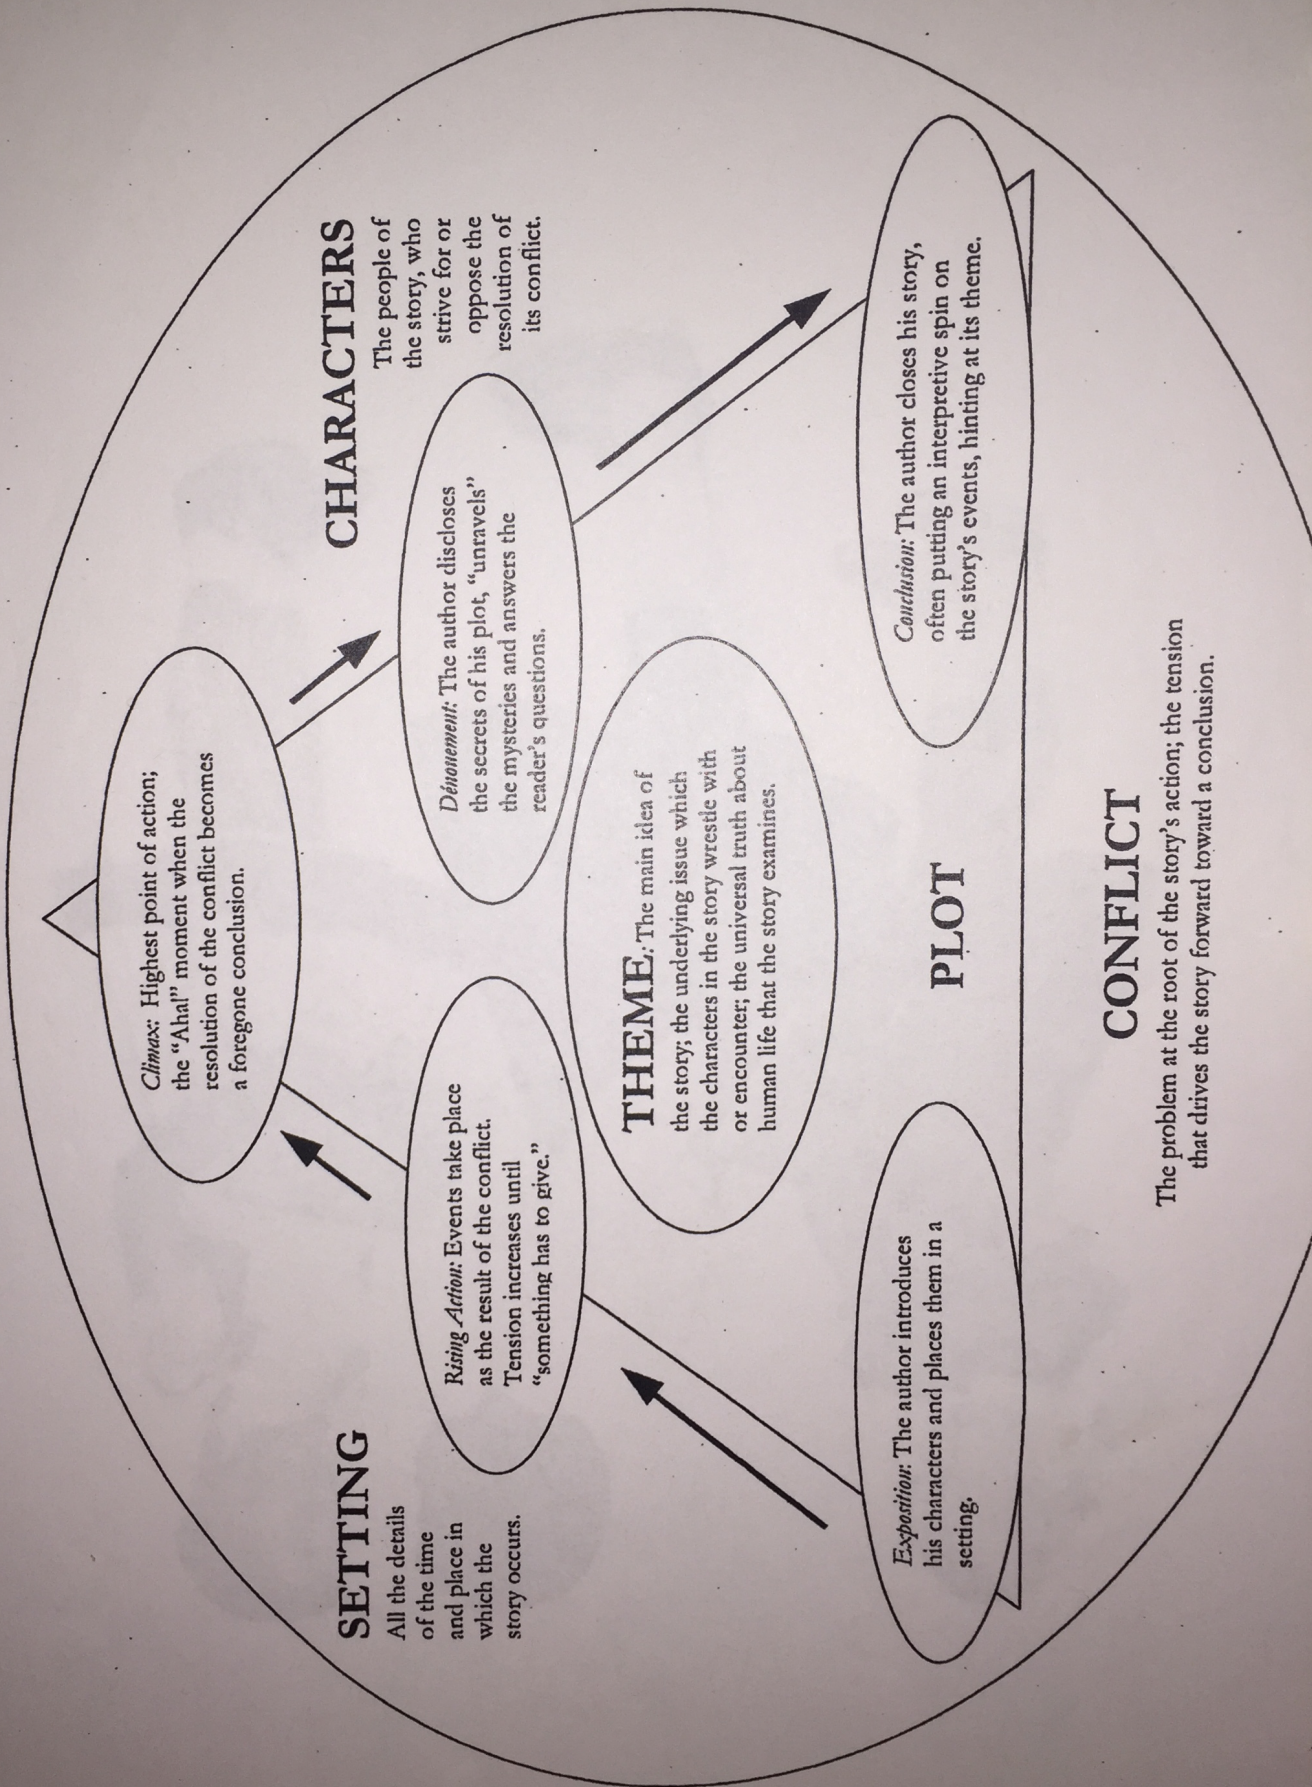 Climax: Highest point of action;
the “Aha!” moment when the
resolution of the conflict becomes
a foregone conclusion.
SETTING
All the details
of the time
and place in
which the
story occurs.
CHARACTERS
The people of
the story, who
strive for or
oppose the
resolution of
its conflict.
Rising Action: Events take place
as the result of the conflict.
Tension increases until
“something has to give.”
Dénouement: The author discloses
the secrets of his plot, “unravels”
the mysteries and answers the
reader's questions.
THEME: The main idea of
the story; the underlying issue which
the characters in the story wrestle with
or encounter; the universal truth about
human life that the story examines.
Exposition: The author introduces
his characters and places them in a
setting.
PLOT
Conclusion: The author closes his story,
often putting an interpretive spin on
the story's events, hinting at its theme.
CONFLICT
The problem at the root of the story's action; the tension
that drives the story forward toward a conclusion.